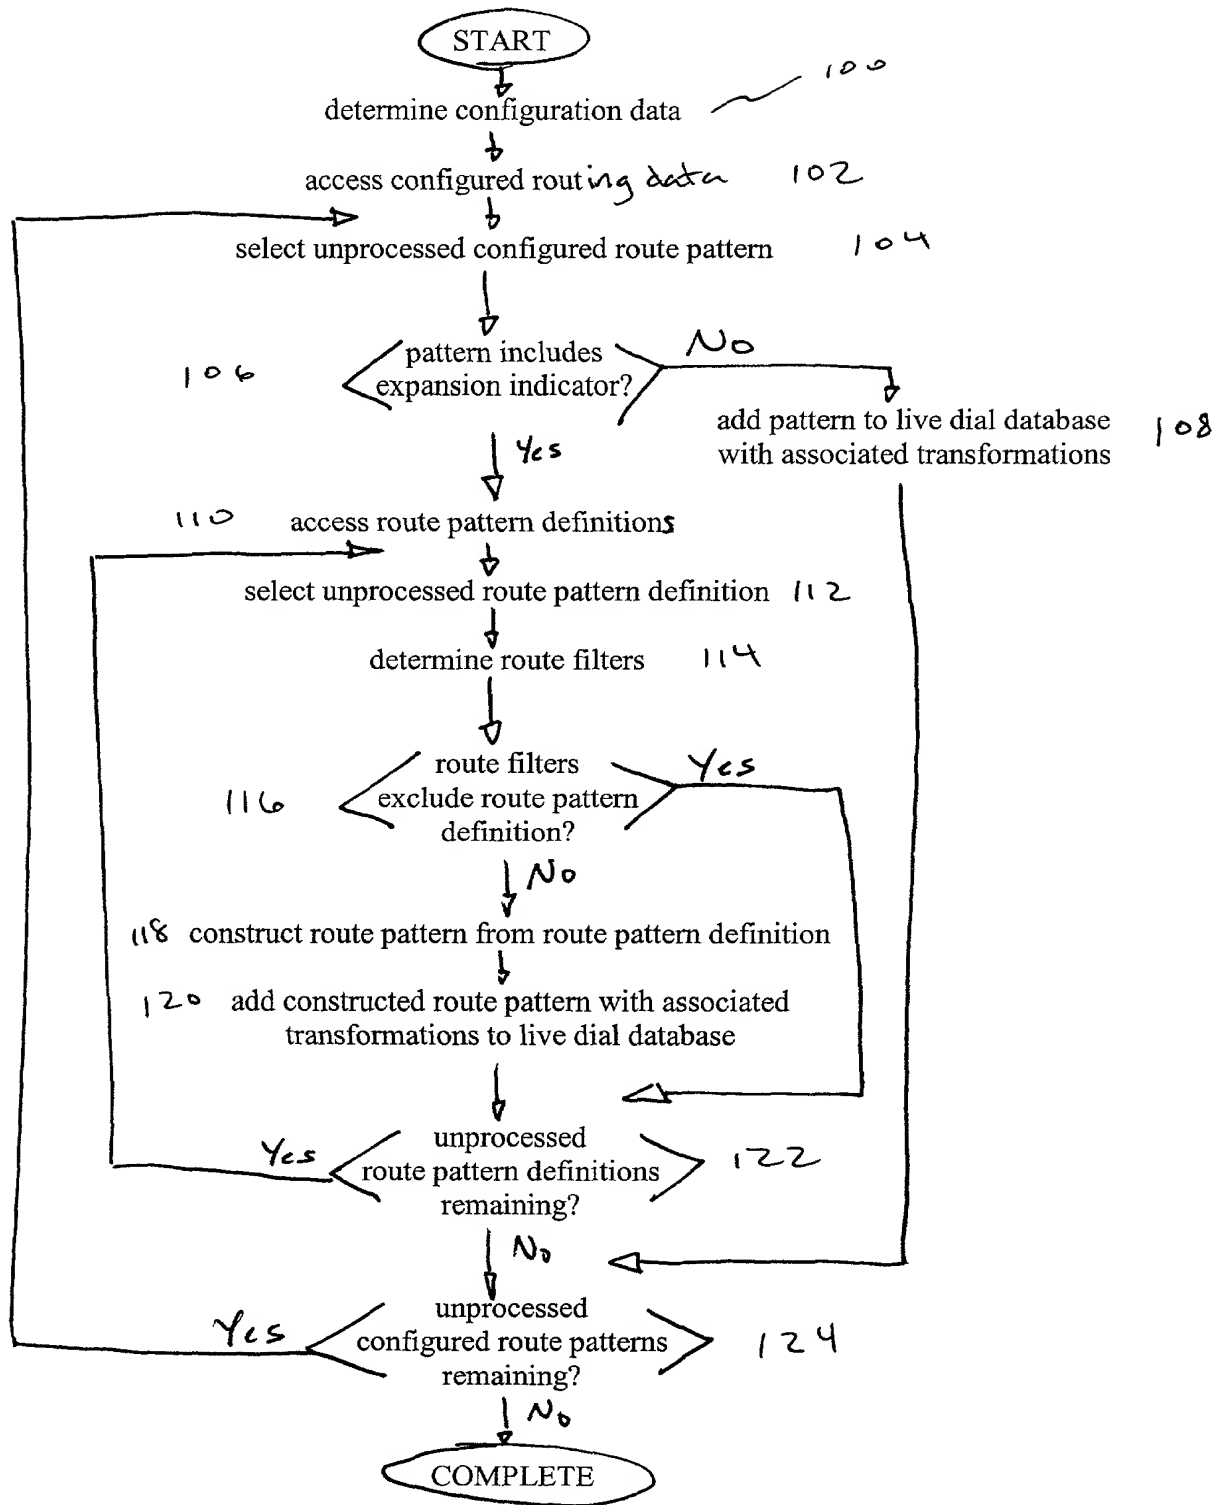 START
determine configuration data 100
access configured routing data 102
select unprocessed configured route pattern 104
pattern includes No
106 expansion indicator?
add pattern to live dial database
with associated transformations 108
Yes
110 access route pattern definitions
select unprocessed route pattern definition 112
determine route filters 114
route filters Yes
116 exclude route pattern
definition?
No
118 construct route pattern from route pattern definition
120 add constructed route pattern with associated
transformations to live dial database
unprocessed
Yes route pattern definitions 122
remaining?
No
unprocessed
Yes configured route patterns 124
remaining?
No
COMPLETE